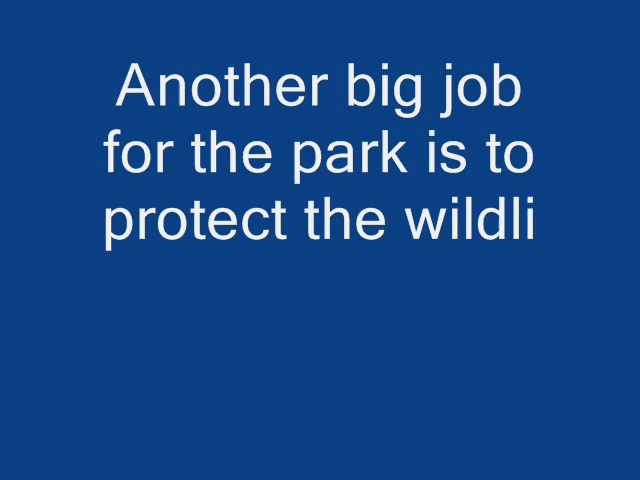 Another big job
for the park is to
protect the wildli